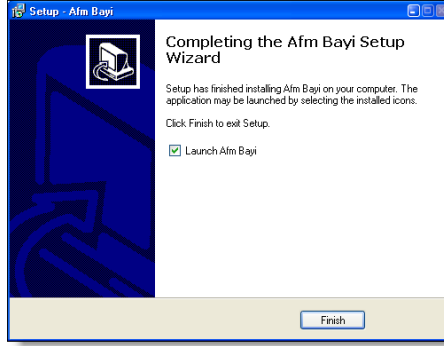 Setup - Afm Bayi
Completing the Afm Bayi Setup
Wizard
Setup has finished installing Afm Bayi on your computer. The
application may be launched by selecting the installed icons.
Click Finish to exit Setup.
Launch Afm Bayi
Finish